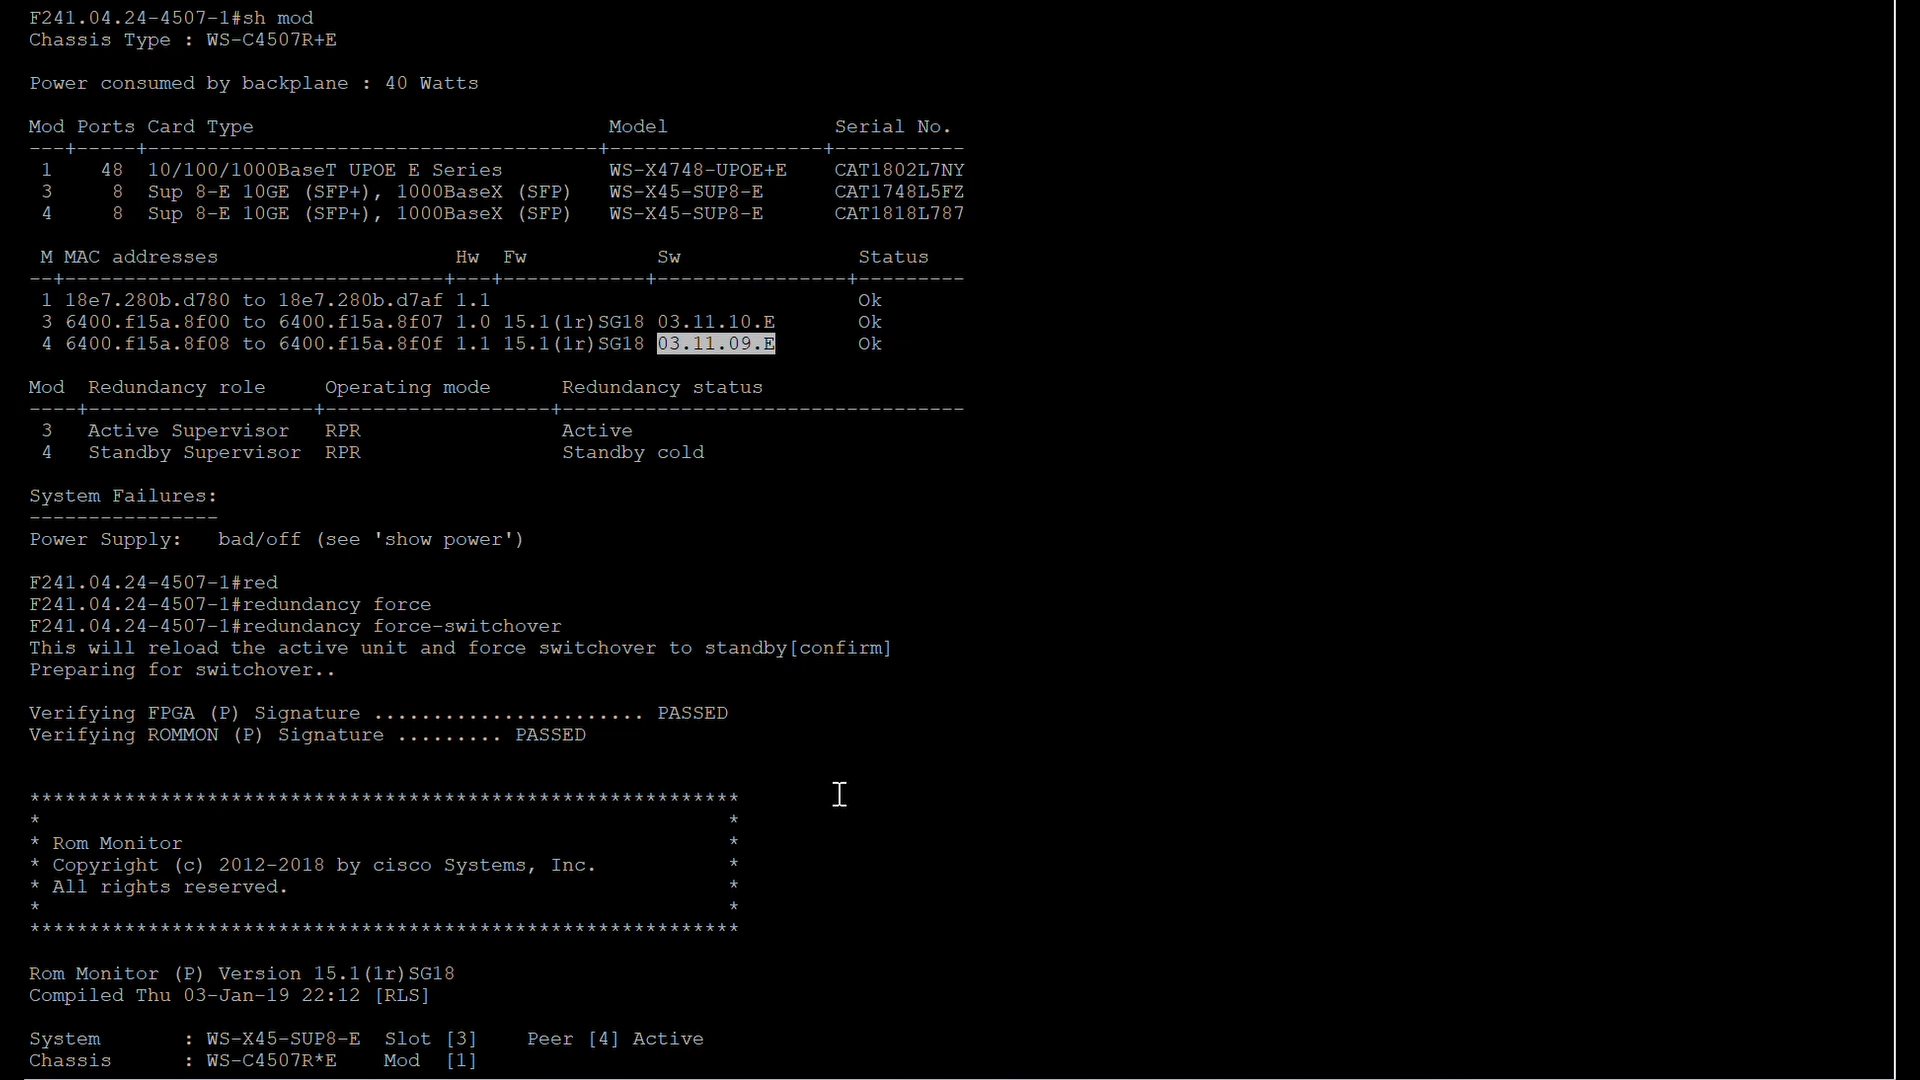 F241.04.24-4507-1#sh mod
Chassis Type : WS-C4507R+E
Power consumed by backplane : 40 Watts
Mod Ports Card Type                              Model              Serial No.
---+-----+--------------------------------------+------------------+-----------
 1    48  10/100/1000BaseT UPOE E Series         WS-X4748-UPOE+E    CAT1802L7NY
 3     8  Sup 8-E 10GE (SFP+), 1000BaseX (SFP)   WS-X45-SUP8-E      CAT1748L5FZ
 4     8  Sup 8-E 10GE (SFP+), 1000BaseX (SFP)   WS-X45-SUP8-E      CAT1818L787
 M MAC addresses                    Hw  Fw           Sw               Status
--+--------------------------------+---+------------+----------------+---------
 1 18e7.280b.d780 to 18e7.280b.d7af 1.1                               Ok
 3 6400.f15a.8f00 to 6400.f15a.8f07 1.0 15.1(1r)SG18 03.11.10.E       Ok
 4 6400.f15a.8f08 to 6400.f15a.8f0f 1.1 15.1(1r)SG18 03.11.09.E       Ok
Mod  Redundancy role     Operating mode      Redundancy status
----+-------------------+-------------------+----------------------------------
 3   Active Supervisor   RPR                 Active
 4   Standby Supervisor  RPR                 Standby cold
System Failures:
----------------
Power Supply:   bad/off (see 'show power')
F241.04.24-4507-1#red
F241.04.24-4507-1#redundancy force
F241.04.24-4507-1#redundancy force-switchover
This will reload the active unit and force switchover to standby[confirm]
Preparing for switchover..
Verifying FPGA (P) Signature ....................... PASSED
Verifying ROMMON (P) Signature ......... PASSED
************************************************************
*                                                          *
* Rom Monitor                                              *
* Copyright (c) 2012-2018 by cisco Systems, Inc.           *
* All rights reserved.                                     *
*                                                          *
************************************************************
Rom Monitor (P) Version 15.1(1r)SG18
Compiled Thu 03-Jan-19 22:12 [RLS]
System       : WS-X45-SUP8-E  Slot [3]    Peer [4] Active
Chassis      : WS-C4507R*E    Mod  [1]